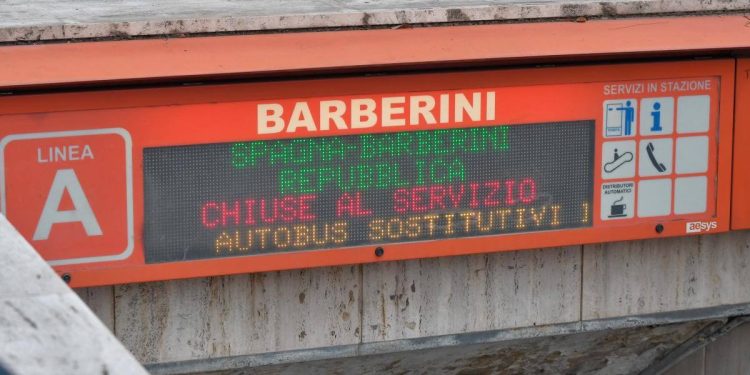 BARBERINI
SERVIZI IN STAZIONE
LINEA
A
SPAGNA-BARBERINI
REPUBBLICA
CHIUSE AL SERVIZIO
AUTOBUS SOSTITUTIVI
i
DISTRIBUTORI
AUTOMATICI
aesys